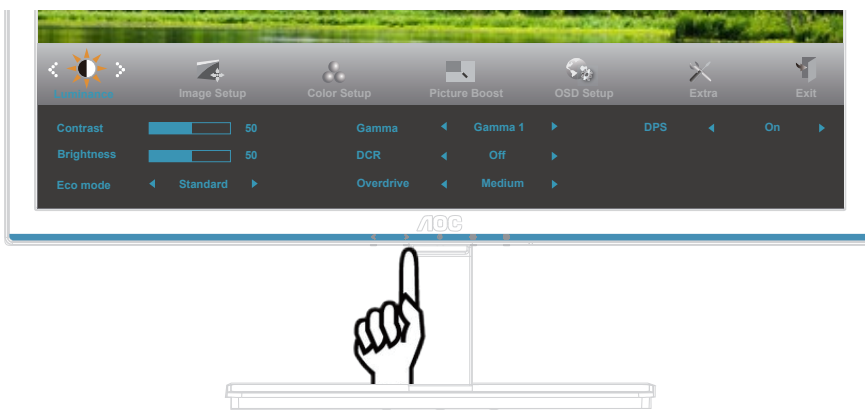 Luminance Image Setup Color Setup Picture Boost OSD Setup Extra Exit
Contrast 50 Gamma Gamma 1 DPS On
Brightness 50 DCR Off
Eco mode Standard Overdrive Medium
AOC